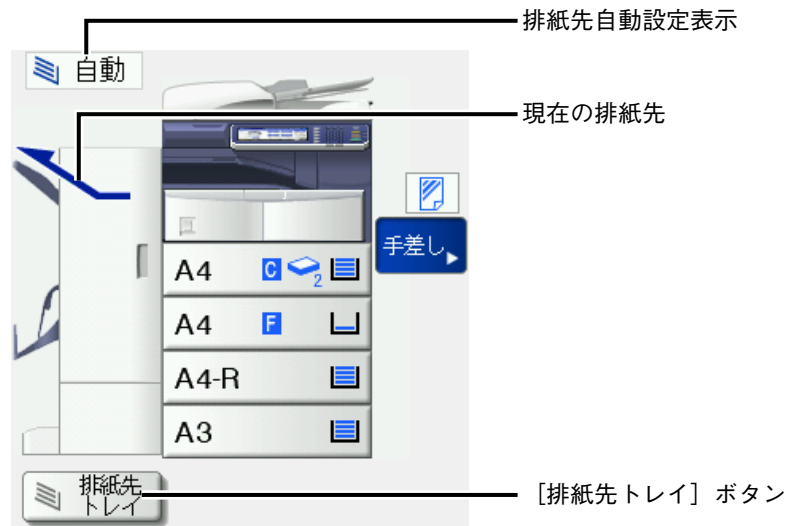 排紙先自動設定表示
自動
現在の排紙先
手差し
A4 C 2
A4 F
A4-R
A3
排紙先
トレイ
［排紙先トレイ］ボタン